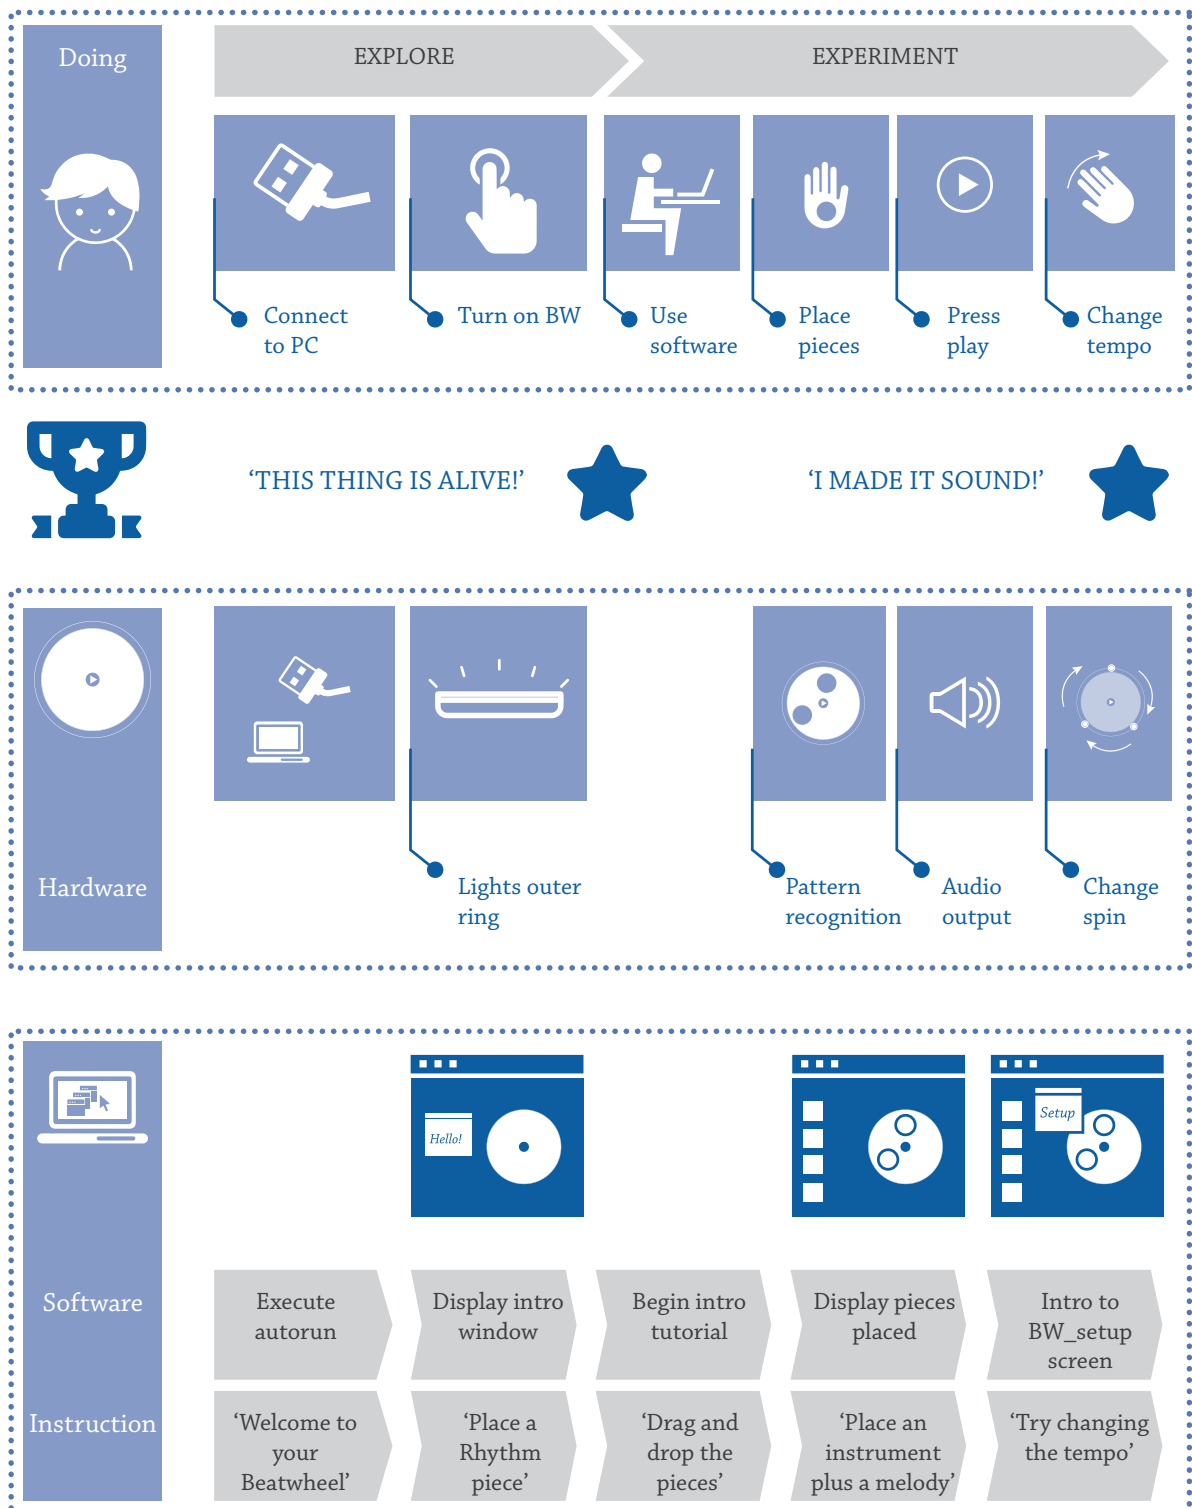 Doing
EXPLORE
EXPERIMENT
Connect
to PC
Turn on BW
Use
software
Place
pieces
Press
play
Change
tempo
‘THIS THING IS ALIVE!’
‘I MADE IT SOUND!’
Hardware
Lights outer
ring
Pattern
recognition
Audio
output
Change
spin
Hello!
Setup
Software
Execute
autorun
Display intro
window
Begin intro
tutorial
Display pieces
placed
Intro to
BW_setup
screen
Instruction
‘Welcome to
your
Beatwheel’
‘Place a
Rhythm
piece’
‘Drag and
drop the
pieces’
‘Place an
instrument
plus a melody’
‘Try changing
the tempo’